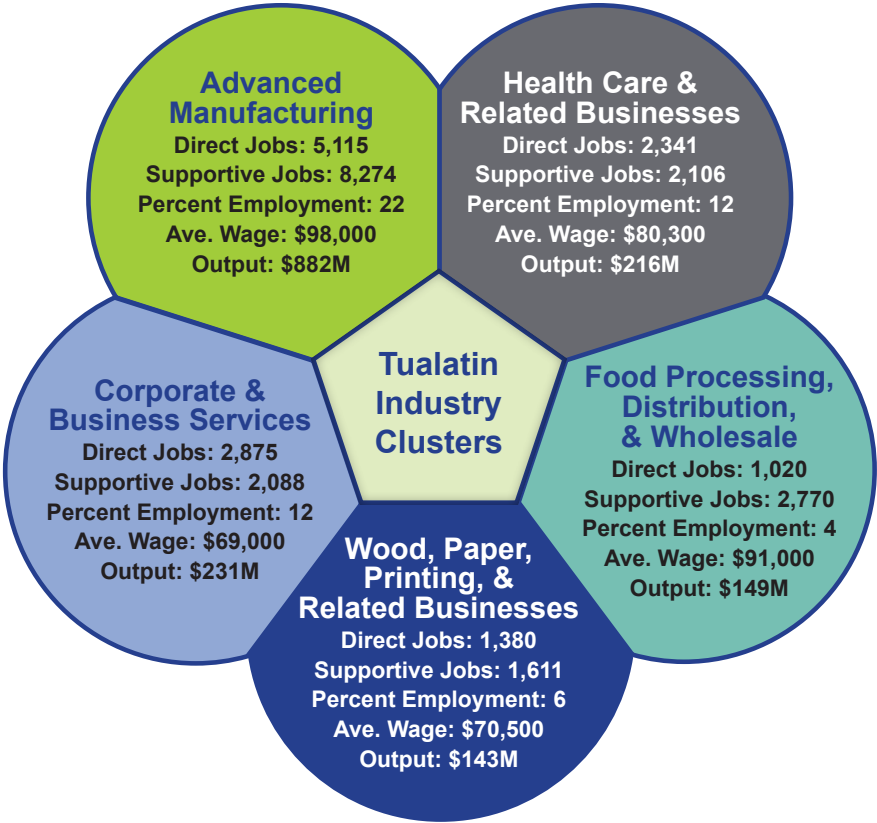 Advanced
Manufacturing
Direct Jobs: 5,115
Supportive Jobs: 8,274
Percent Employment: 22
Ave. Wage: $98,000
Output: $882M
Health Care &
Related Businesses
Direct Jobs: 2,341
Supportive Jobs: 2,106
Percent Employment: 12
Ave. Wage: $80,300
Output: $216M
Tualatin
Industry
Clusters
Corporate &
Business Services
Direct Jobs: 2,875
Supportive Jobs: 2,088
Percent Employment: 12
Ave. Wage: $69,000
Output: $231M
Food Processing,
Distribution,
& Wholesale
Direct Jobs: 1,020
Supportive Jobs: 2,770
Percent Employment: 4
Ave. Wage: $91,000
Output: $149M
Wood, Paper,
Printing, &
Related Businesses
Direct Jobs: 1,380
Supportive Jobs: 1,611
Percent Employment: 6
Ave. Wage: $70,500
Output: $143M